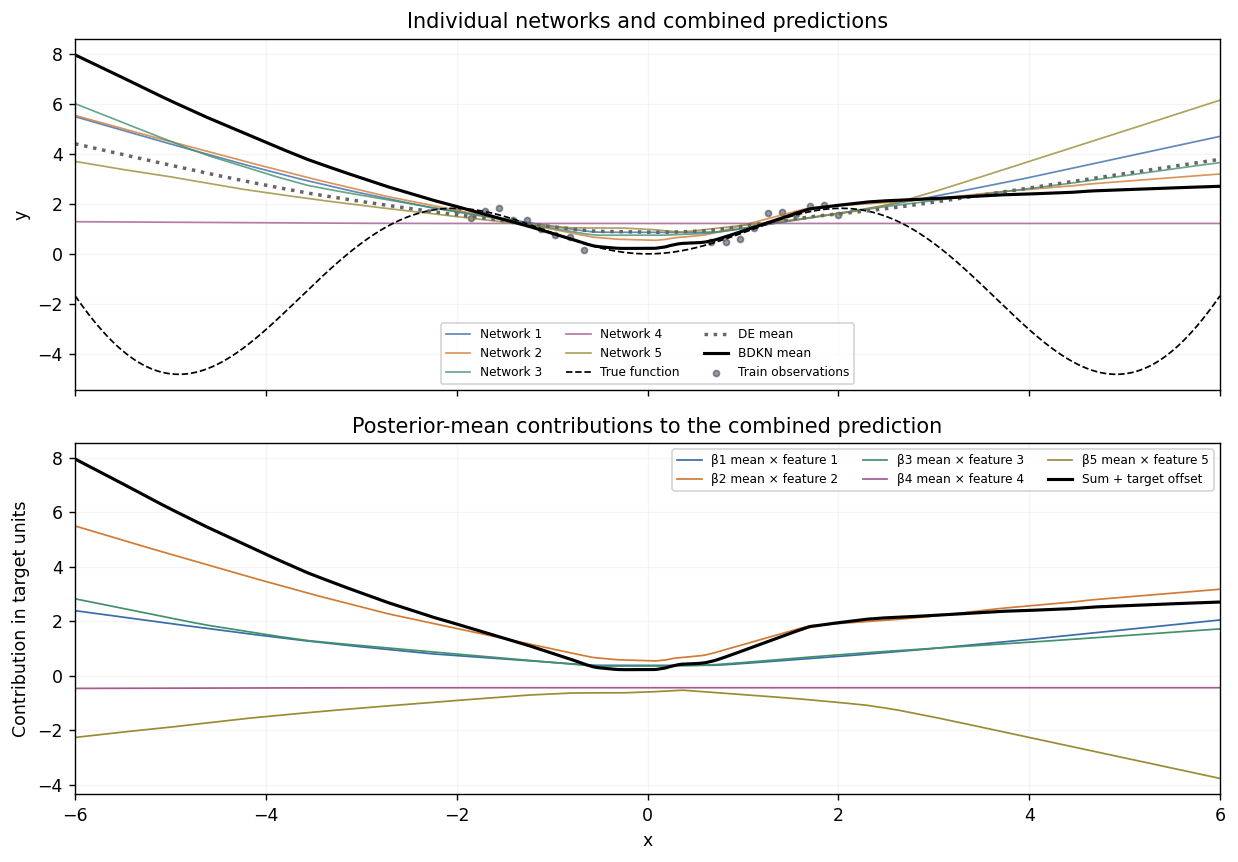 Individual networks and combined predictions
8
6
4
2
0
−2
−4
y
Network 1
Network 2
Network 3
Network 4
Network 5
True function
DE mean
BDKN mean
Train observations
Posterior-mean contributions to the combined prediction
8
6
4
2
0
−2
−4
Contribution in target units
β1 mean × feature 1
β2 mean × feature 2
β3 mean × feature 3
β4 mean × feature 4
β5 mean × feature 5
Sum + target offset
−6 −4 −2 0 2 4 6
x